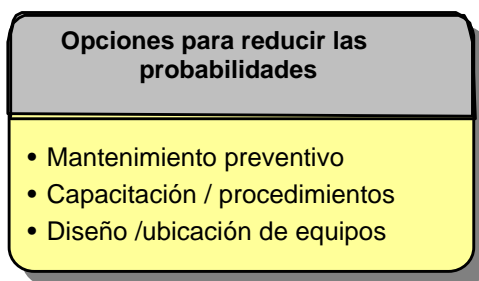 Opciones para reducir las
probabilidades
• Mantenimiento preventivo
• Capacitación / procedimientos
• Diseño /ubicación de equipos